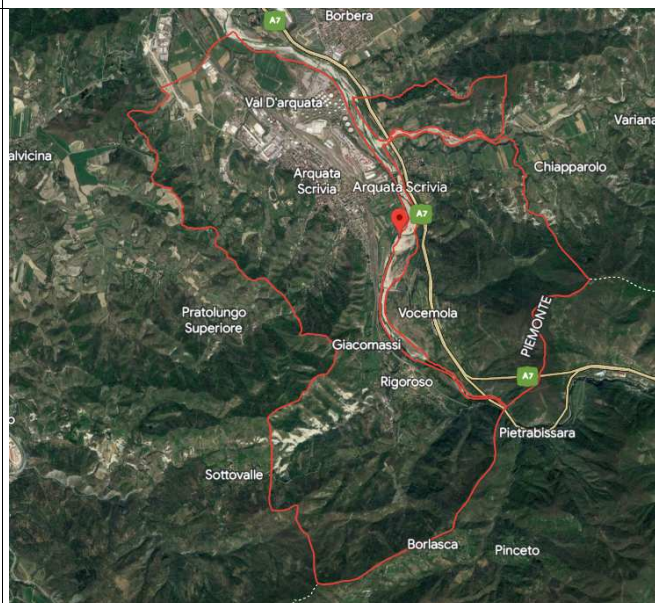 A7
Borbera
Val D'arquata
Variana
alvicina
Chiapparolo
Arquata
Scrivia
Arquata Scrivia
A7
Pratolungo
Superiore
Vocemola
PIEMONTE
Giacomassi
A7
Rigoroso
o
Pietrabissara
Sottovalle
Borlasca
Pinceto